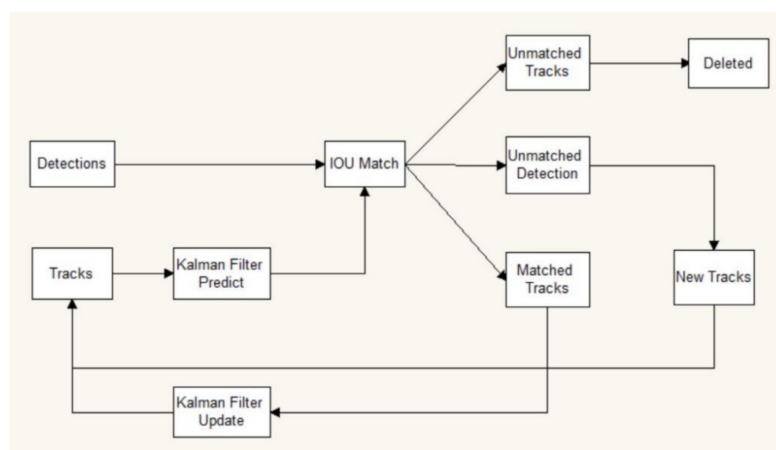 Unmatched
Tracks
Deleted
Detections
IOU Match
Unmatched
Detection
Tracks
Kalman Filter
Predict
Matched
Tracks
New Tracks
Kalman Filter
Update